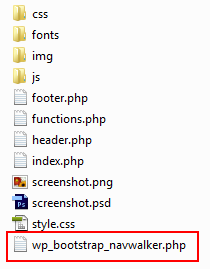 css
fonts
img
js
footer.php
functions.php
header.php
index.php
screenshot.png
screenshot.psd
style.css
wp_bootstrap_navwalker.php